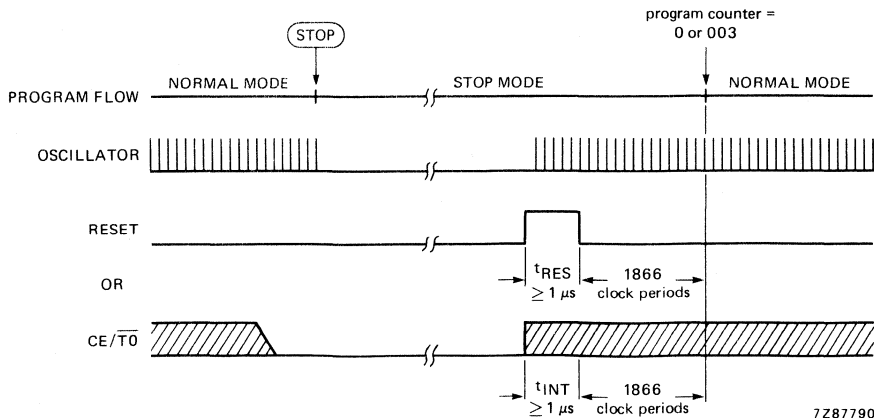 program counter =
0 or 003
STOP
NORMAL MODE STOP MODE NORMAL MODE
PROGRAM FLOW
OSCILLATOR
RESET
tRES 1866
≥ 1 μs clock periods
OR
CE/T̅0̅
tINT 1866
≥ 1 μs clock periods
7Z87790